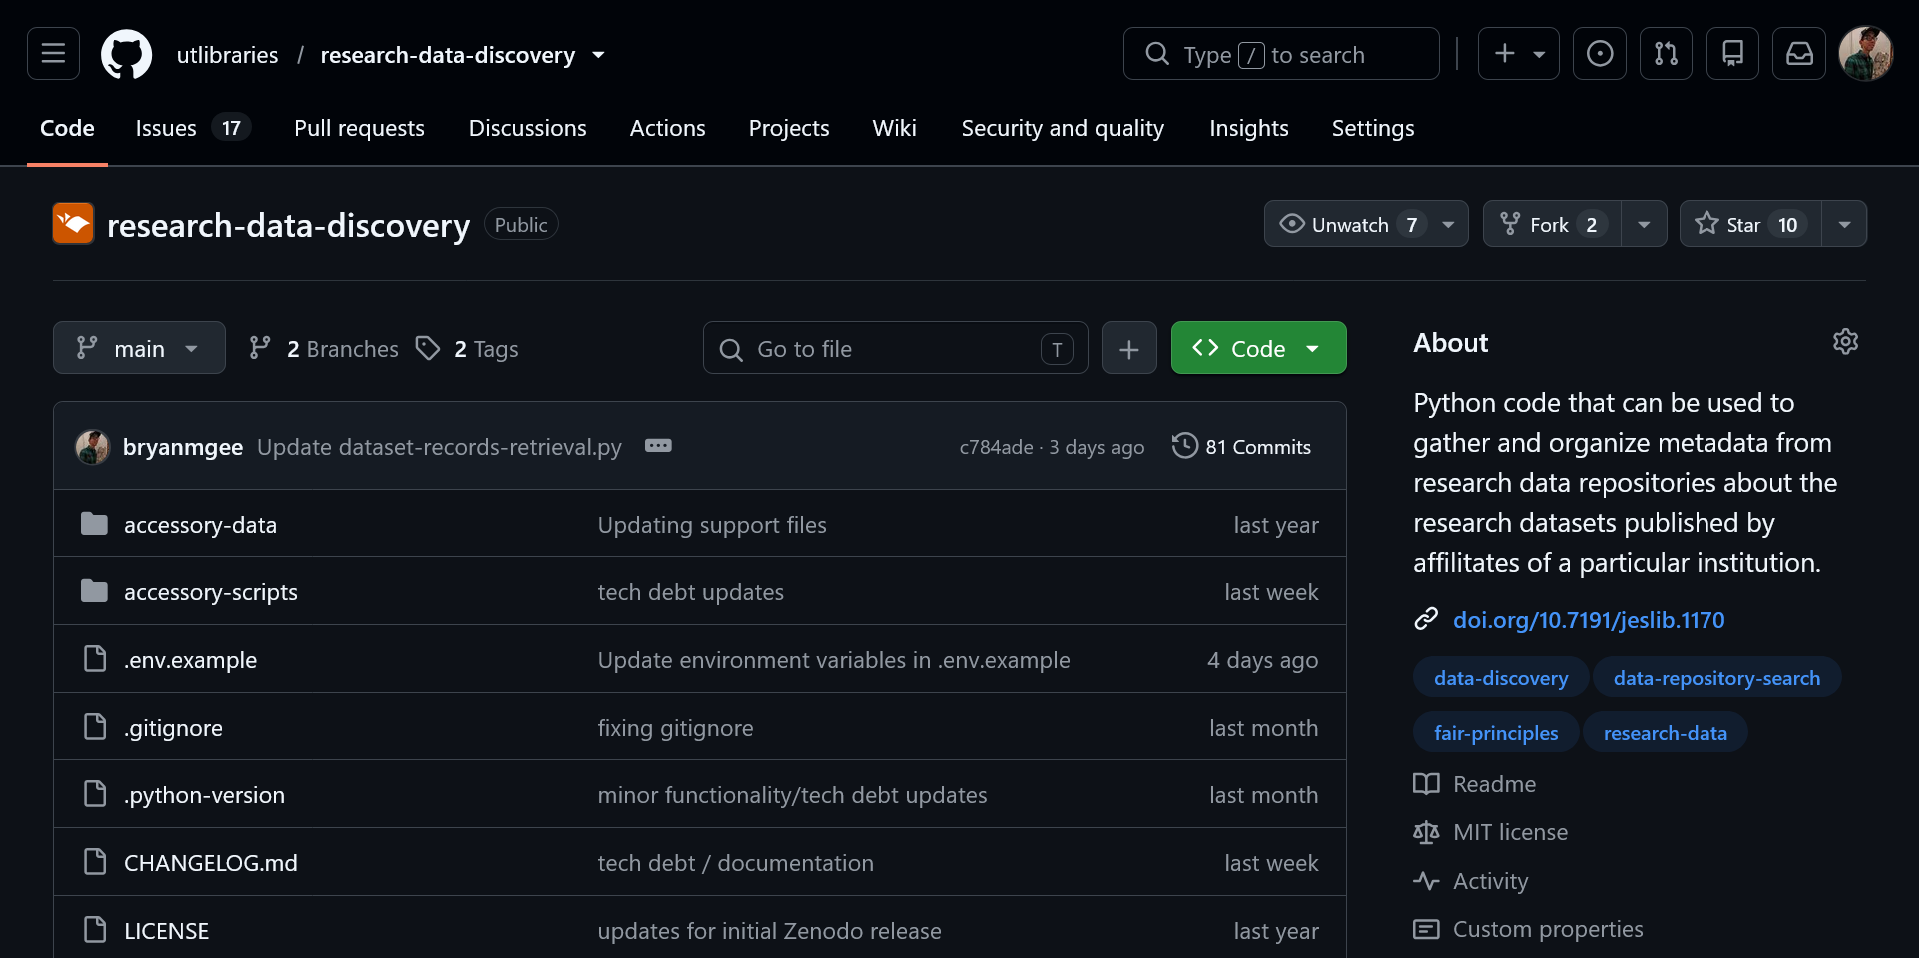 utlibraries / research-data-discovery
Type / to search
Code Issues 17 Pull requests Discussions Actions Projects Wiki Security and quality Insights Settings
research-data-discovery Public
Unwatch 7 Fork 2 Star 10
main 2 Branches 2 Tags Go to file T Code
bryanmgee Update dataset-records-retrieval.py c784ade · 3 days ago 81 Commits
accessory-data Updating support files last year
accessory-scripts tech debt updates last week
.env.example Update environment variables in .env.example 4 days ago
.gitignore fixing gitignore last month
.python-version minor functionality/tech debt updates last month
CHANGELOG.md tech debt / documentation last week
LICENSE updates for initial Zenodo release last year
About
Python code that can be used to
gather and organize metadata from
research data repositories about the
research datasets published by
affilitates of a particular institution.
doi.org/10.7191/jeslib.1170
data-discovery data-repository-search
fair-principles research-data
Readme
MIT license
Activity
Custom properties